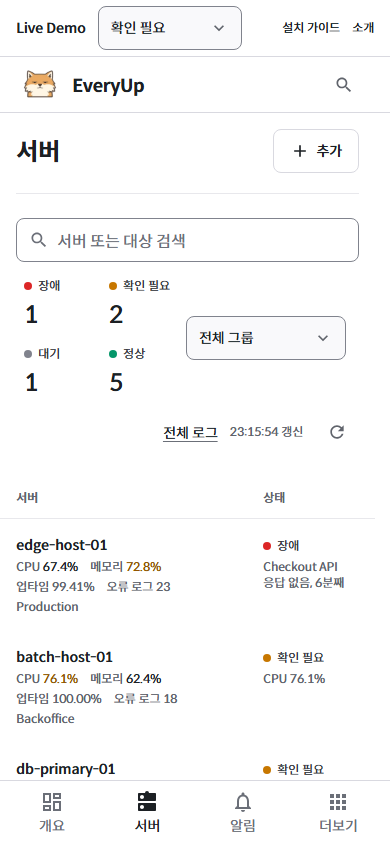 Live Demo
확인 필요
설치 가이드 소개
EveryUp
서버
추가
서버 또는 대상 검색
장애 확인 필요
1 2
전체 그룹
대기 정상
1 5
전체 로그 23:15:54 갱신
서버 상태
edge-host-01 장애
CPU 67.4% 메모리 72.8% Checkout API
업타임 99.41% 오류 로그 23 응답 없음, 6분째
Production
batch-host-01 확인 필요
CPU 76.1% 메모리 62.4% CPU 76.1%
업타임 100.00% 오류 로그 18
Backoffice
db-primary-01 확인 필요
개요 서버 알림 더보기